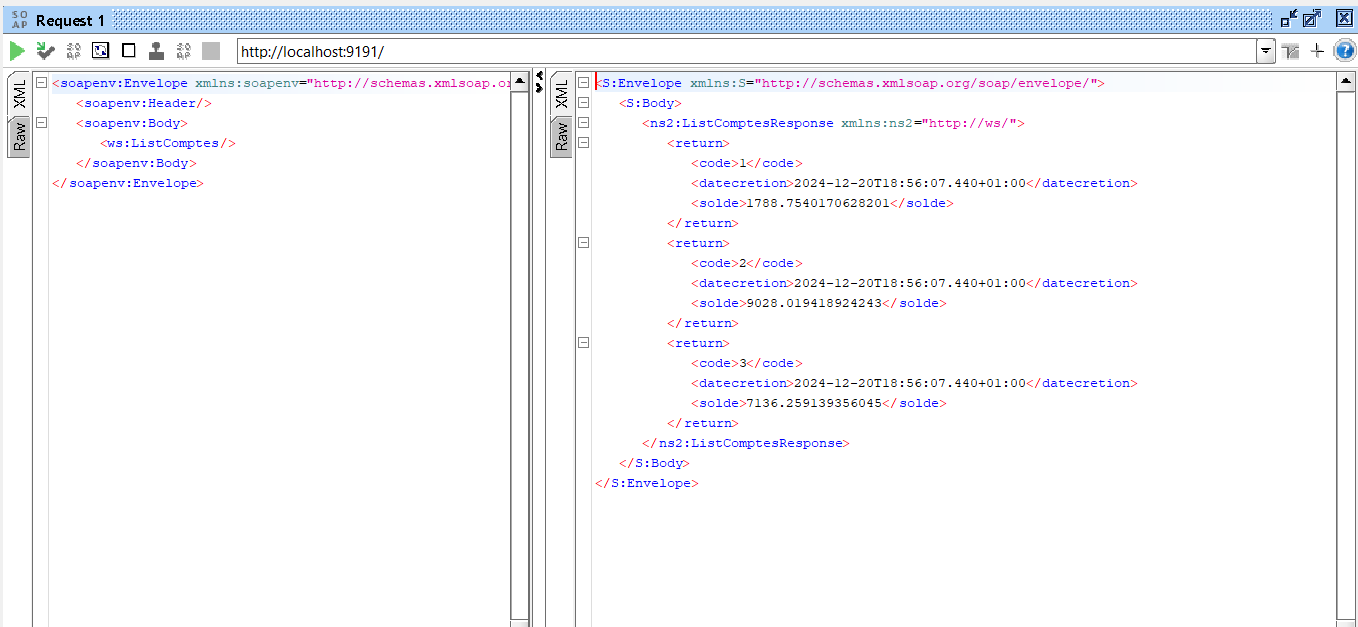 SO
AP
Request 1
http://localhost:9191/
XML
Raw
<soapenv:Envelope xmlns:soapenv="http://schemas.xmlsoap.or
<soapenv:Header/>
<soapenv:Body>
<ws:ListComptes/>
</soapenv:Body>
</soapenv:Envelope>
XML
Raw
<S:Envelope xmlns:S="http://schemas.xmlsoap.org/soap/envelope/">
<S:Body>
<ns2:ListComptesResponse xmlns:ns2="http://ws/">
<return>
<code>1</code>
<datecretion>2024-12-20T18:56:07.440+01:00</datecretion>
<solde>1788.7540170628201</solde>
</return>
<return>
<code>2</code>
<datecretion>2024-12-20T18:56:07.440+01:00</datecretion>
<solde>9028.019418924243</solde>
</return>
<return>
<code>3</code>
<datecretion>2024-12-20T18:56:07.440+01:00</datecretion>
<solde>7136.259139356045</solde>
</return>
</ns2:ListComptesResponse>
</S:Body>
</S:Envelope>